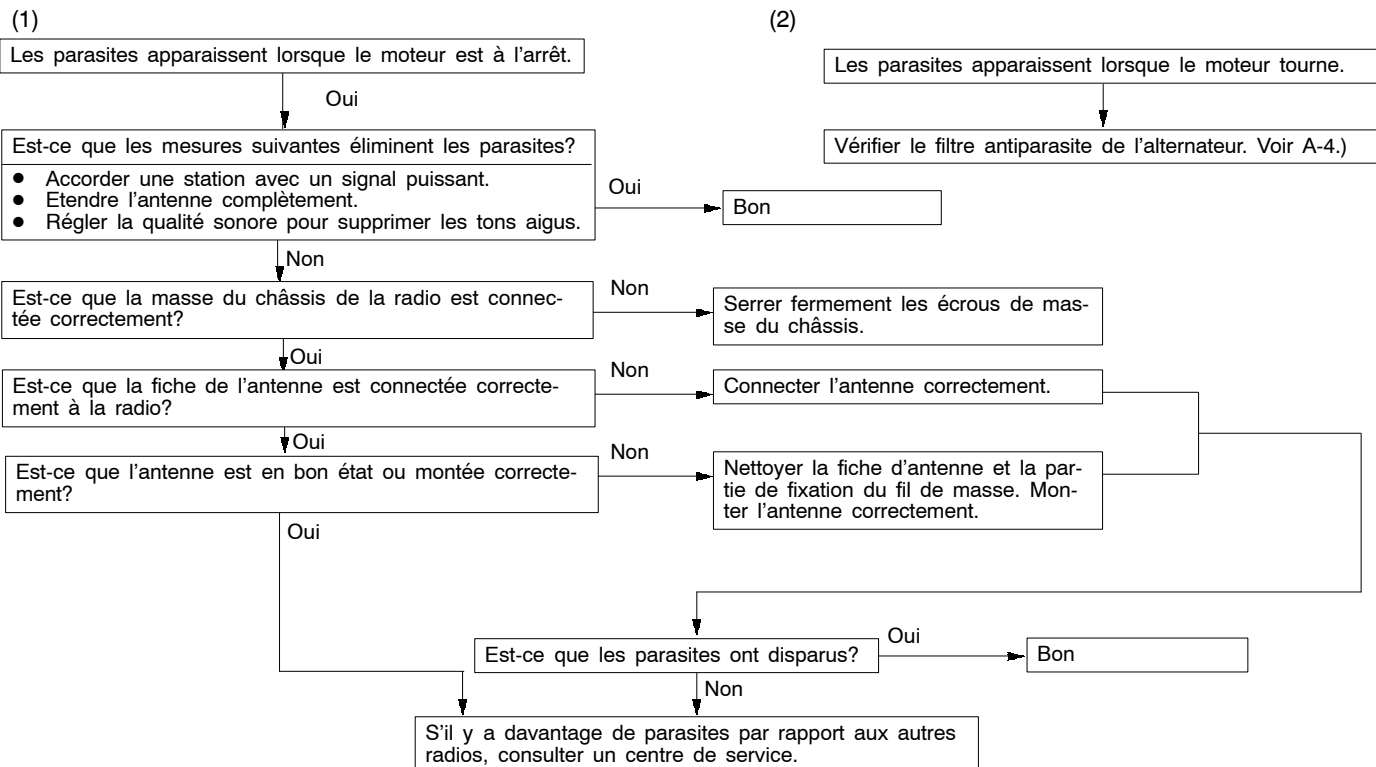 (1)
Les parasites apparaissent lorsque le moteur est à l'arrêt.
Oui
Est-ce que les mesures suivantes éliminent les parasites?
● Accorder une station avec un signal puissant.
● Etendre l'antenne complètement.
● Régler la qualité sonore pour supprimer les tons aigus.
Oui
Bon
Non
Est-ce que la masse du châssis de la radio est connec-
tée correctement?
Non
Serrer fermement les écrous de mas-
se du châssis.
Oui
Est-ce que la fiche de l'antenne est connectée correcte-
ment à la radio?
Non
Connecter l'antenne correctement.
Oui
Est-ce que l'antenne est en bon état ou montée correcte-
ment?
Non
Nettoyer la fiche d'antenne et la par-
tie de fixation du fil de masse. Mon-
ter l'antenne correctement.
Oui
Est-ce que les parasites ont disparus?
Oui
Bon
Non
S'il y a davantage de parasites par rapport aux autres
radios, consulter un centre de service.
(2)
Les parasites apparaissent lorsque le moteur tourne.
Vérifier le filtre antiparasite de l'alternateur. Voir A-4.)